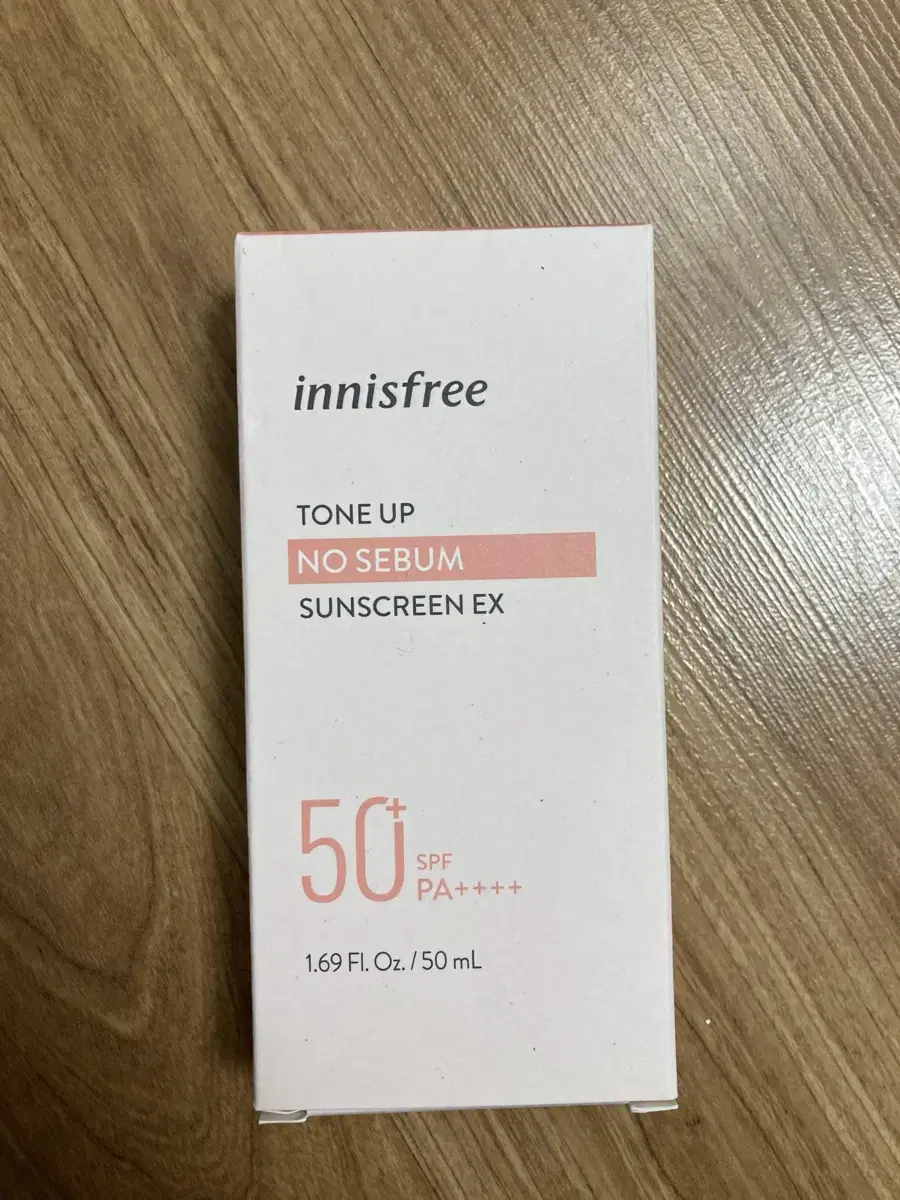 innisfree
TONE UP
NO SEBUM
SUNSCREEN EX
50+
SPF
PA++++
1.69 Fl. Oz. / 50 mL